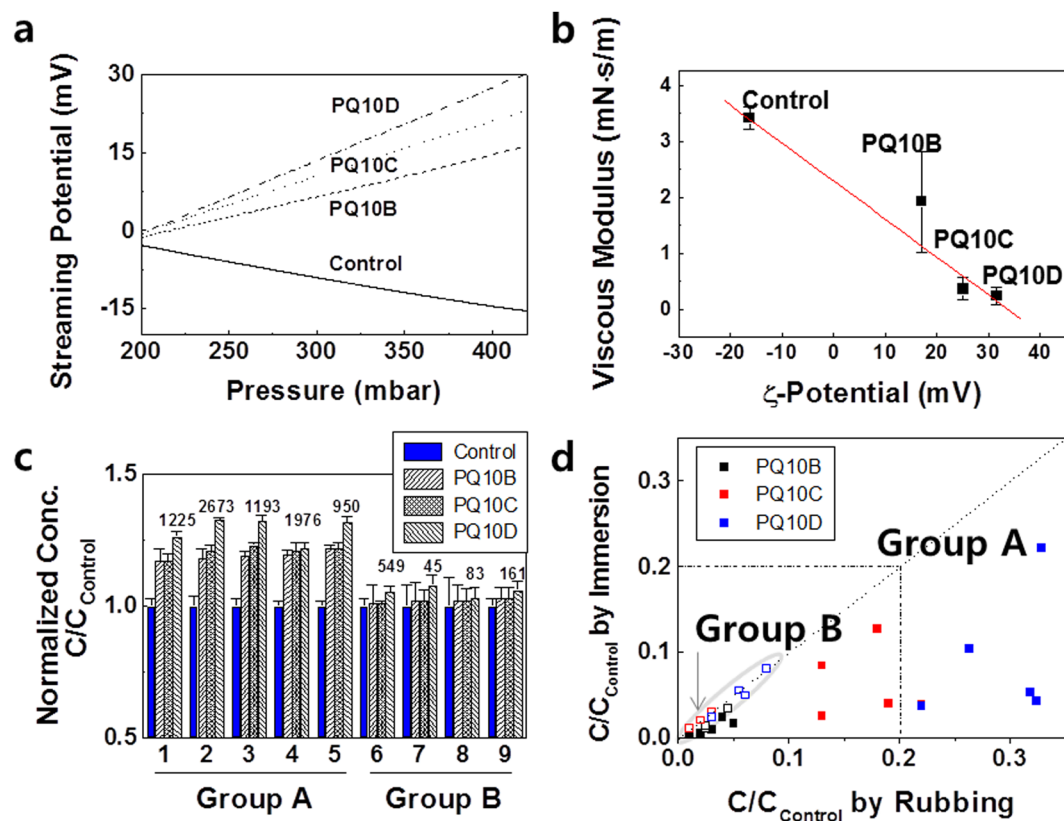 a
Streaming Potential (mV)
30
15
0
-15
200
250
300
350
400
Pressure (mbar)
PQ10D
PQ10C
PQ10B
Control
b
Viscous Modulus (mN·s/m)
4
3
2
1
0
-30
-20
-10
0
10
20
30
40
ζ-Potential (mV)
Control
PQ10B
PQ10C
PQ10D
c
Normalized Conc.
C/CControl
1.5
1.0
0.5
Control
PQ10B
PQ10C
PQ10D
1225
2673
1193
1976
950
549
45
83
161
1 2 3 4 5 6 7 8 9
Group A
Group B
d
C/CControl by Immersion
0.3
0.2
0.1
0.0
PQ10B
PQ10C
PQ10D
Group A
Group B
0.0
0.1
0.2
0.3
C/CControl by Rubbing